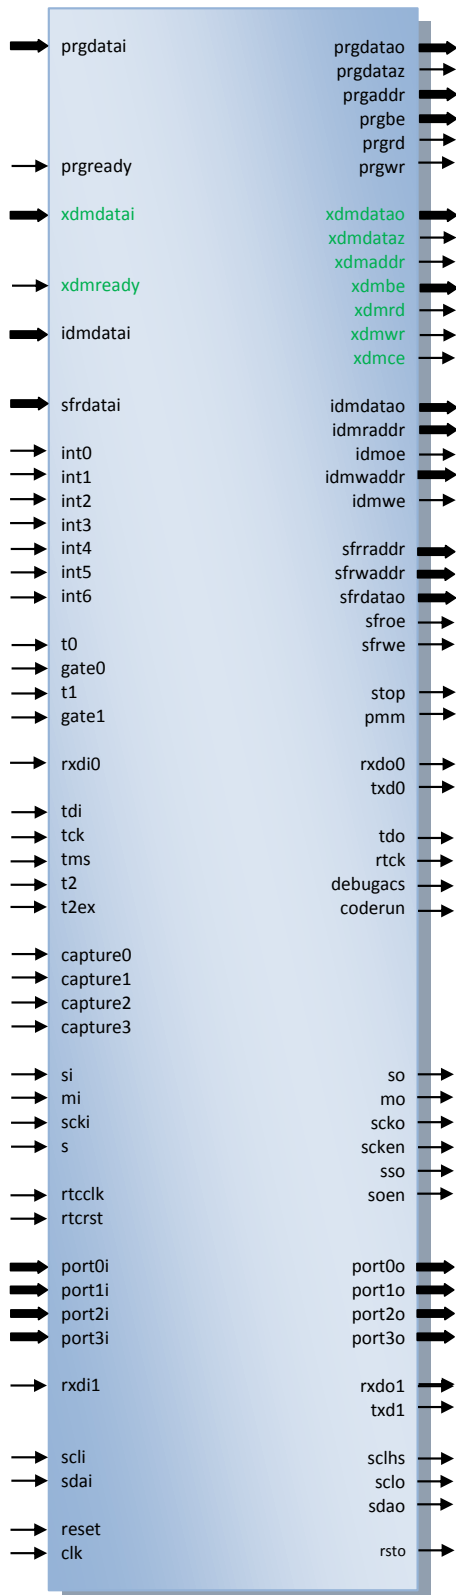 prgdatai
prgready
xdmdatai
xdmready
idmdatai
sfrdatai
int0
int1
int2
int3
int4
int5
int6
t0
gate0
t1
gate1
rxdi0
tdi
tck
tms
t2
t2ex
capture0
capture1
capture2
capture3
si
mi
scki
s
rtcclk
rtcrst
port0i
port1i
port2i
port3i
rxdi1
scli
sdai
reset
clk
prgdatao
prgdataz
prgaddr
prgbe
prgrd
prgwr
xdmdatao
xdmdataz
xdmaddr
xdmbe
xdmrd
xdmwr
xdmce
idmdatao
idmraddr
idmoe
idmwaddr
idmwe
sfrraddr
sfrwaddr
sfrdatao
sfroe
sfrwe
stop
pmm
rxdo0
txd0
tdo
rtck
debugacs
coderun
so
mo
scko
scken
sso
soen
port0o
port1o
port2o
port3o
rxdo1
txd1
sclhs
sclo
sdao
rsto